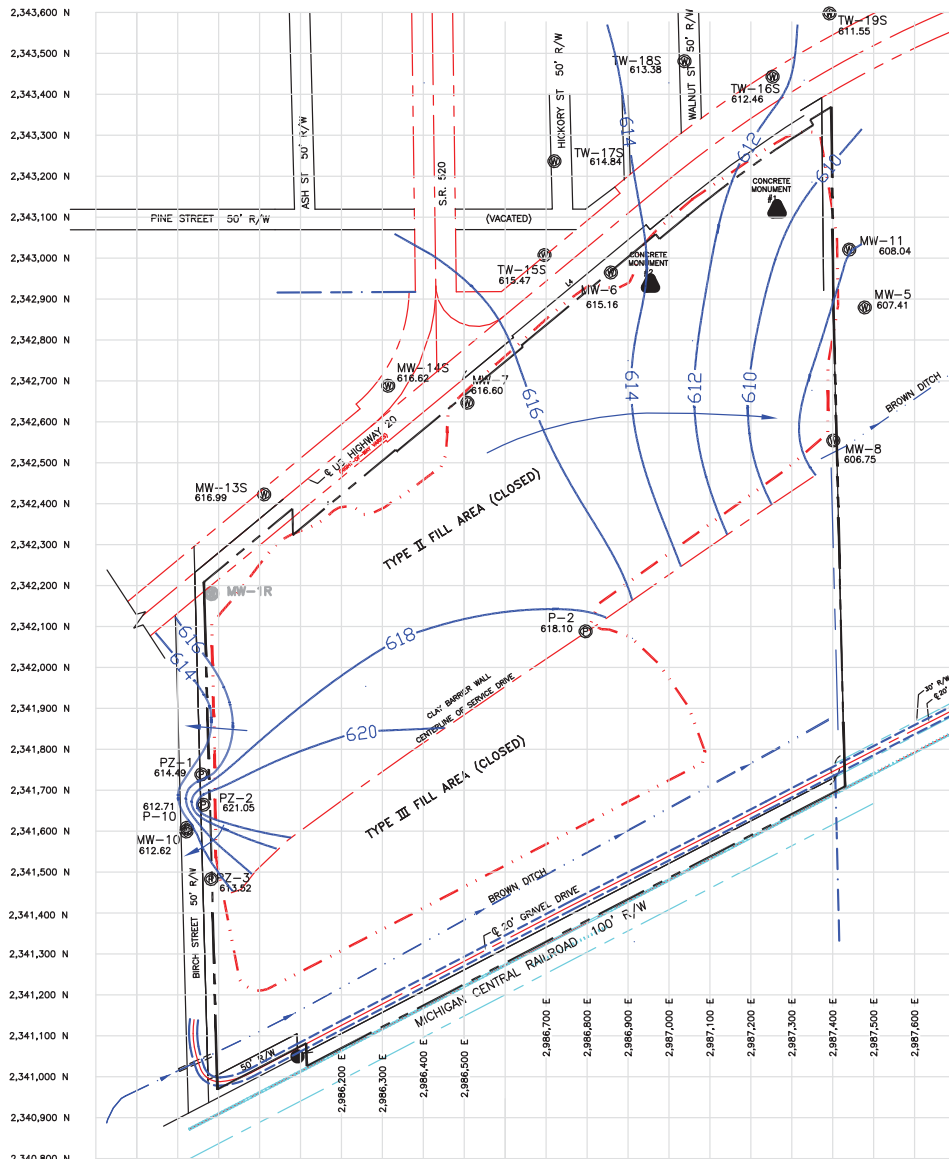 2,343,600 N
2,343,500 N
2,343,400 N
2,343,300 N
2,343,200 N
2,343,100 N
2,343,000 N
2,342,900 N
2,342,800 N
2,342,700 N
2,342,600 N
2,342,500 N
2,342,400 N
2,342,300 N
2,342,200 N
2,342,100 N
2,342,000 N
2,341,900 N
2,341,800 N
2,341,700 N
2,341,600 N
2,341,500 N
2,341,400 N
2,341,300 N
2,341,200 N
2,341,100 N
2,341,000 N
2,340,900 N
2,340,800 N
TW-19S
611.55
TW-18S
613.38
TW-16S
612.46
TW-17S
614.84
ASH ST 50' R/W
S.R. 520
HICKORY ST 50' R/W
WALNUT ST 50' R/W
PINE STREET 50' R/W
(VACATED)
614
612
610
CONCRETE
MONUMENT
#1
CONCRETE
MONUMENT
MW-11
608.04
TW-15S
615.47
MW-6
615.16
MW-5
607.41
MW-14S
616.62
MW-7
616.60
616
614
612
610
BROWN DITCH
MW-8
606.75
℄ US HIGHWAY 20
MW-13S
616.99
TYPE II FILL AREA (CLOSED)
MW-1R
P-2
618.10
618
616
614
CLAY BARRIER WALL
CENTERLINE OF SERVICE DRIVE
620
30' R/W
℄ 20'
PZ-1
614.49
PZ-2
621.05
612.71
P-10
MW-10
612.62
PZ-3
613.52
TYPE III FILL AREA (CLOSED)
BIRCH STREET 50' R/W
BROWN DITCH
℄ 20' GRAVEL DRIVE
MICHIGAN CENTRAL RAILROAD 100' R/W
50' R/W
2,986,200 E
2,986,300 E
2,986,400 E
2,986,500 E
2,986,700 E
2,986,800 E
2,986,900 E
2,987,000 E
2,987,100 E
2,987,200 E
2,987,300 E
2,987,400 E
2,987,500 E
2,987,600 E